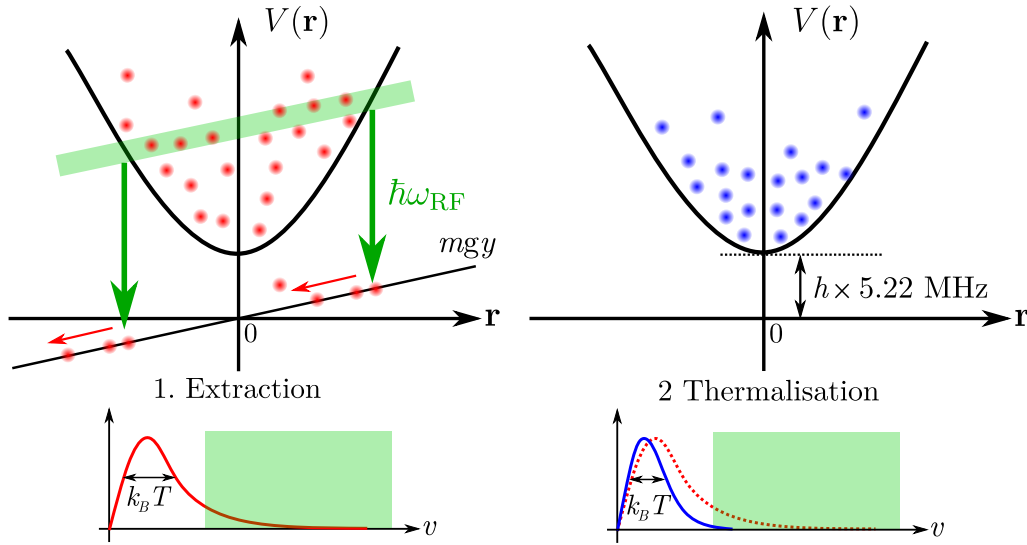 V(r)
ħω_RF
mgy
r
0
1. Extraction
k_B T
v
V(r)
h × 5.22 MHz
r
0
2 Thermalisation
k_B T
v